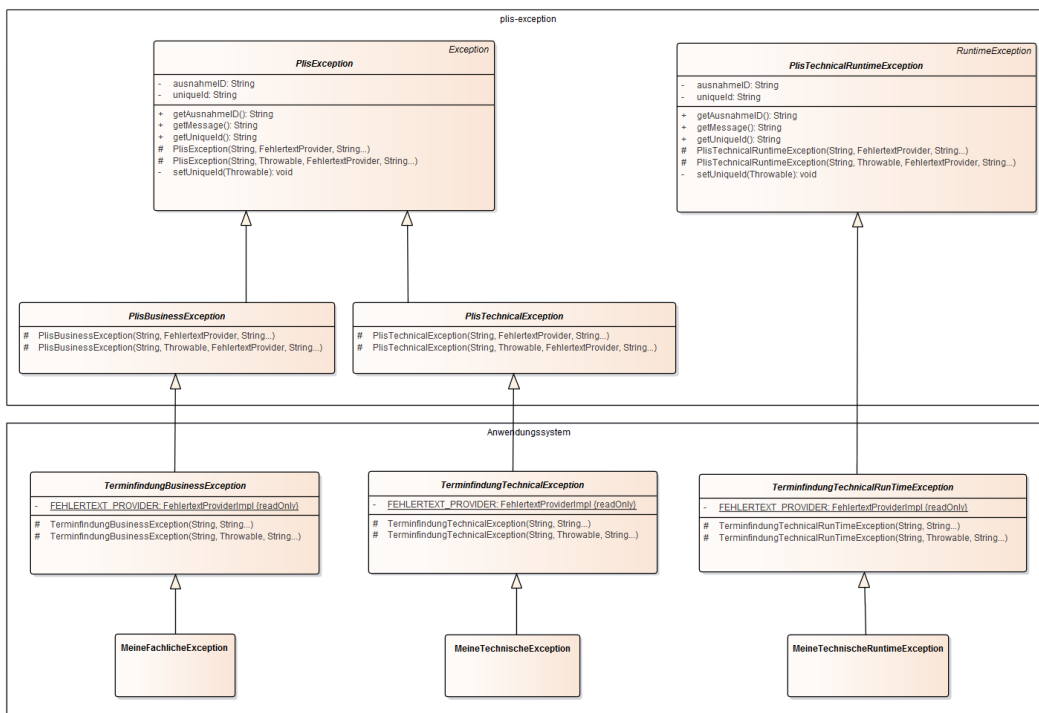 plis-exception
Exception
PlisException
- ausnahmeID: String
- uniqueId: String
+ getAusnahmeID(): String
+ getMessage(): String
+ getUniqueId(): String
# PlisException(String, FehlertextProvider, String...)
# PlisException(String, Throwable, FehlertextProvider, String...)
- setUniqueId(Throwable): void
RuntimeException
PlisTechnicalRuntimeException
- ausnahmeID: String
- uniqueId: String
+ getAusnahmeID(): String
+ getMessage(): String
+ getUniqueId(): String
# PlisTechnicalRuntimeException(String, FehlertextProvider, String...)
# PlisTechnicalRuntimeException(String, Throwable, FehlertextProvider, String...)
- setUniqueId(Throwable): void
PlisBusinessException
# PlisBusinessException(String, FehlertextProvider, String...)
# PlisBusinessException(String, Throwable, FehlertextProvider, String...)
PlisTechnicalException
# PlisTechnicalException(String, FehlertextProvider, String...)
# PlisTechnicalException(String, Throwable, FehlertextProvider, String...)
Anwendungssystem
TerminfindungBusinessException
- FEHLERTEXT_PROVIDER: FehlertextProviderImpl {readOnly}
# TerminfindungBusinessException(String, String...)
# TerminfindungBusinessException(String, Throwable, String...)
TerminfindungTechnicalException
- FEHLERTEXT_PROVIDER: FehlertextProviderImpl {readOnly}
# TerminfindungTechnicalException(String, String...)
# TerminfindungTechnicalException(String, Throwable, String...)
TerminfindungTechnicalRunTimeException
- FEHLERTEXT_PROVIDER: FehlertextProviderImpl {readOnly}
# TerminfindungTechnicalRunTimeException(String, String...)
# TerminfindungTechnicalRunTimeException(String, Throwable, String...)
MeineFachlicheException
MeineTechnischeException
MeineTechnischeRuntimeException